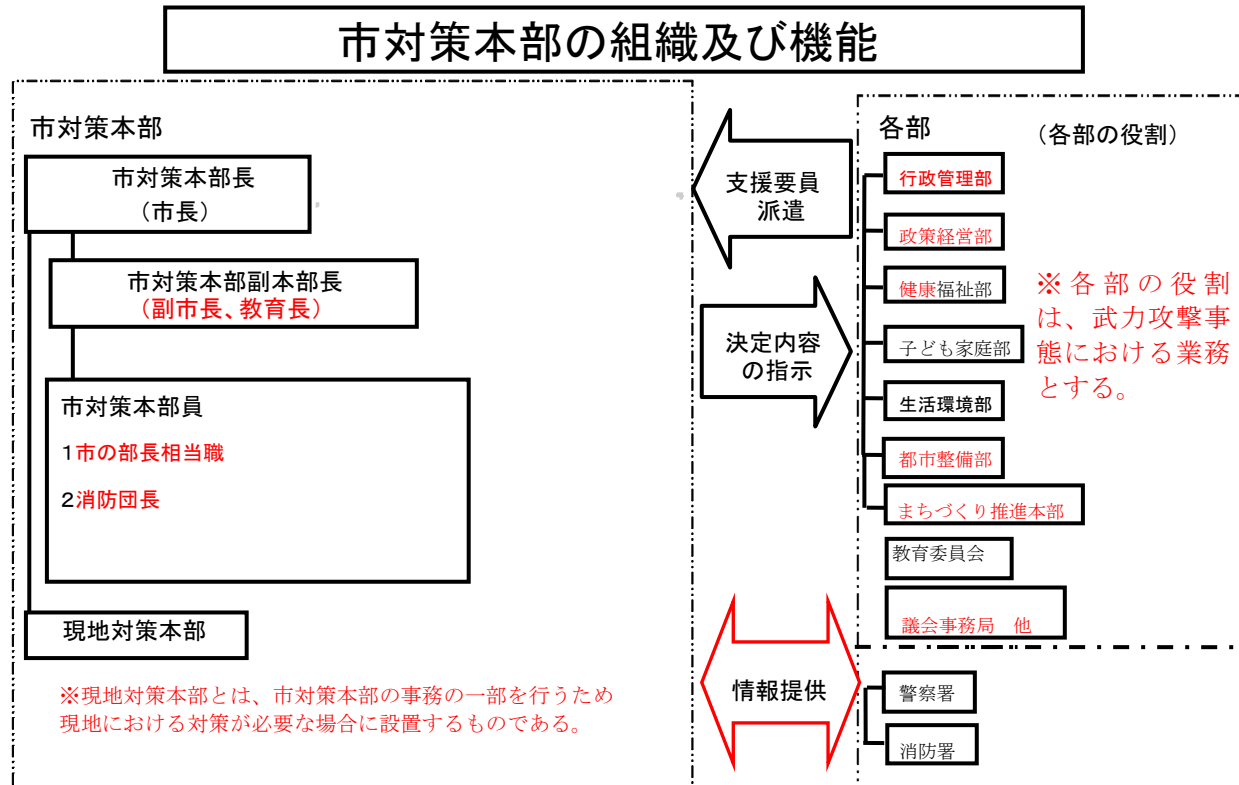 市対策本部の組織及び機能
市対策本部
市対策本部長
（市長）
市対策本部副本部長
（副市長、教育長）
市対策本部員
1市の部長相当職
2消防団長
現地対策本部
※現地対策本部とは、市対策本部の事務の一部を行うため
現地における対策が必要な場合に設置するものである。
支援要員
派遣
決定内容
の指示
情報提供
各部
（各部の役割）
行政管理部
政策経営部
健康福祉部
子ども家庭部
生活環境部
都市整備部
まちづくり推進本部
教育委員会
議会事務局　他
※各部の役割
は、武力攻撃事
態における業務
とする。
警察署
消防署